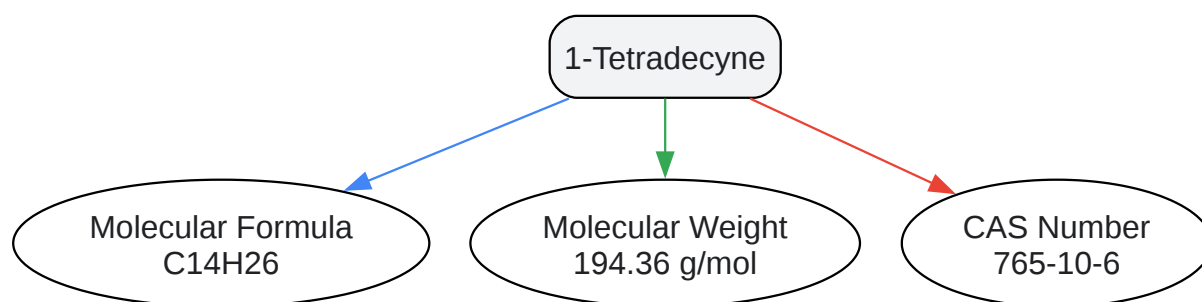 1-Tetradecyne
Molecular Formula
C14H26
Molecular Weight
194.36 g/mol
CAS Number
765-10-6